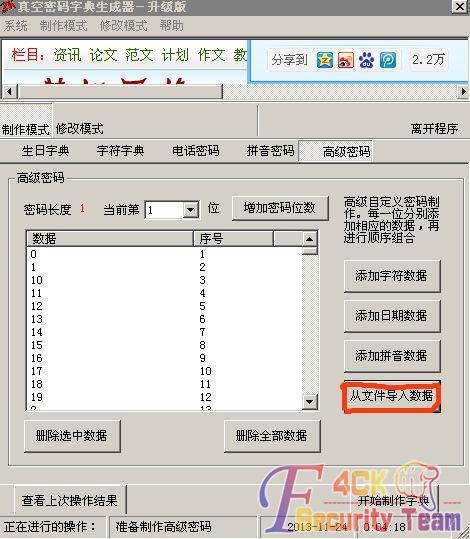 真空密码字典生成器－升级版
系统 制作模式 修改模式 帮助
栏目: 资讯 论文 范文 计划 作文 教
分享到 2.2万
制作模式 修改模式 离开程序
生日字典 字符字典 电话密码 拼音密码 高级密码
高级密码
密码长度 1 当前第 1 位 增加密码位数
高级自定义密码制
作。每一位分别添
加相应的数据，再
进行顺序组合
数据 序号
0 1
1 2
10 3
11 4
12 5
13 6
14 7
15 8
16 9
17 10
18 11
19 12
2 13
添加字符数据
添加日期数据
添加拼音数据
从文件导入数据
删除选中数据 删除全部数据
查看上次操作结果 开始制作字典
正在进行的操作: 准备制作高级密码 2013-11-24 0:04:18
F4CK
Security Team